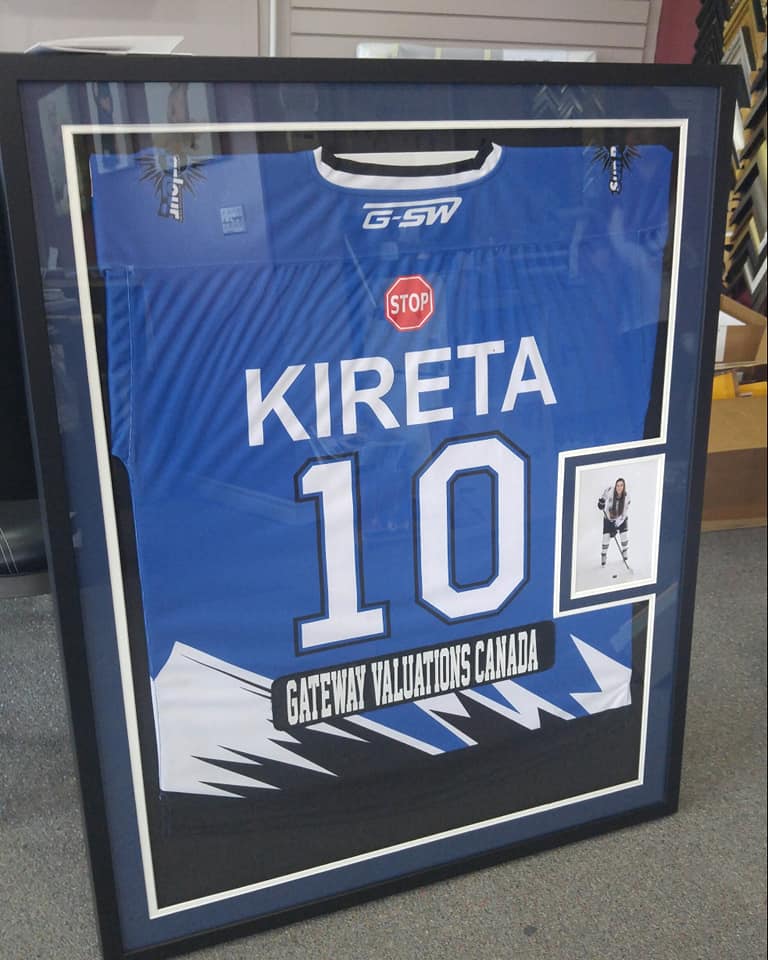 G-SW
STOP
KIRETA
10
GATEWAY VALUATIONS CANADA